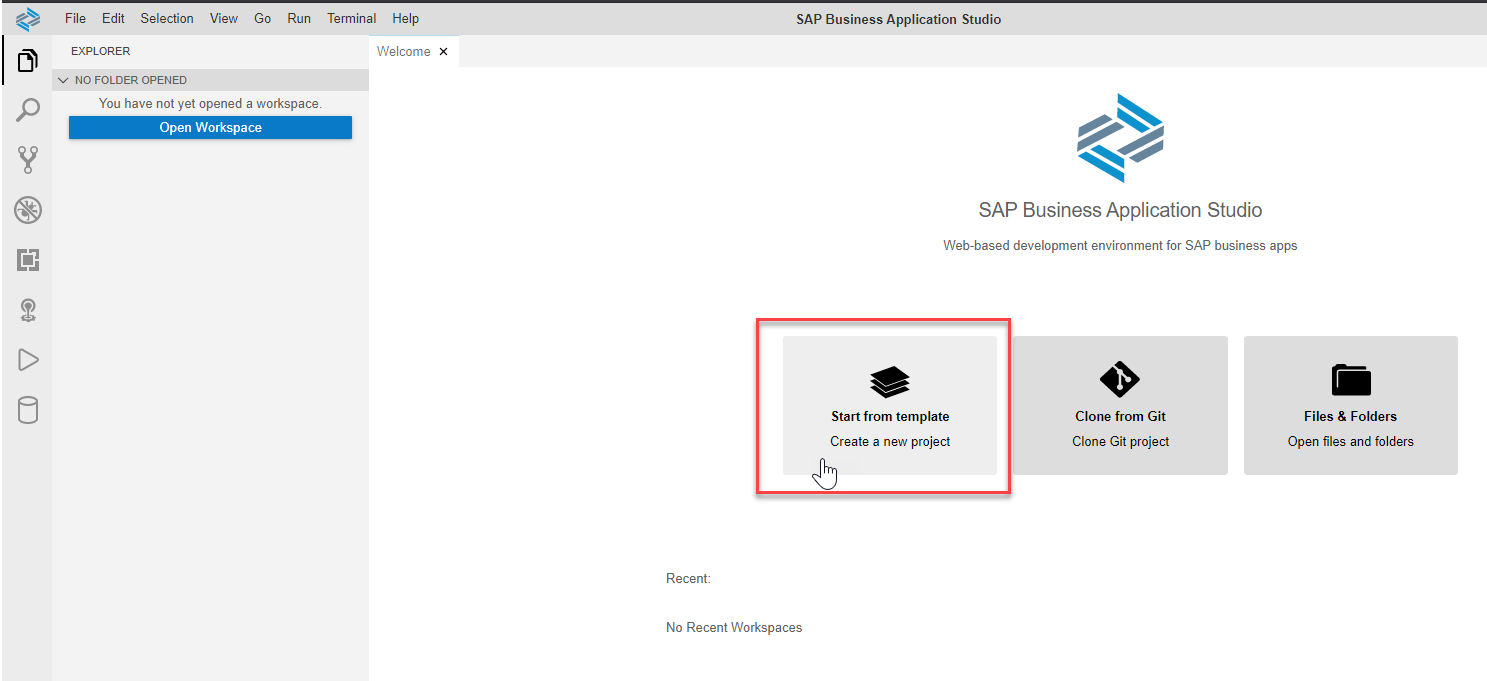 File Edit Selection View Go Run Terminal Help
SAP Business Application Studio
EXPLORER
NO FOLDER OPENED
You have not yet opened a workspace.
Open Workspace
Welcome
SAP Business Application Studio
Web-based development environment for SAP business apps
Start from template
Create a new project
Clone from Git
Clone Git project
Files & Folders
Open files and folders
Recent:
No Recent Workspaces